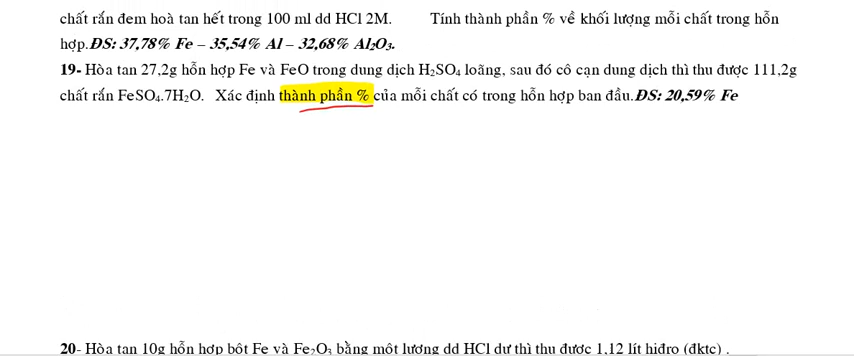 chất rắn đem hoà tan hết trong 100 ml dd HCl 2M. Tính thành phần % về khối lượng mỗi chất trong hỗn
hợp.ĐS: 37,78% Fe – 35,54% Al – 32,68% Al₂O₃.
19- Hòa tan 27,2g hỗn hợp Fe và FeO trong dung dịch H₂SO₄ loãng, sau đó cô cạn dung dịch thì thu được 111,2g
chất rắn FeSO₄.7H₂O. Xác định thành phần % của mỗi chất có trong hỗn hợp ban đầu.ĐS: 20,59% Fe
20- Hòa tan 10g hỗn hợp bột Fe và Fe₂O₃ bằng một lượng dd HCl dư thì thu được 1,12 lít hiđro (đktc) .